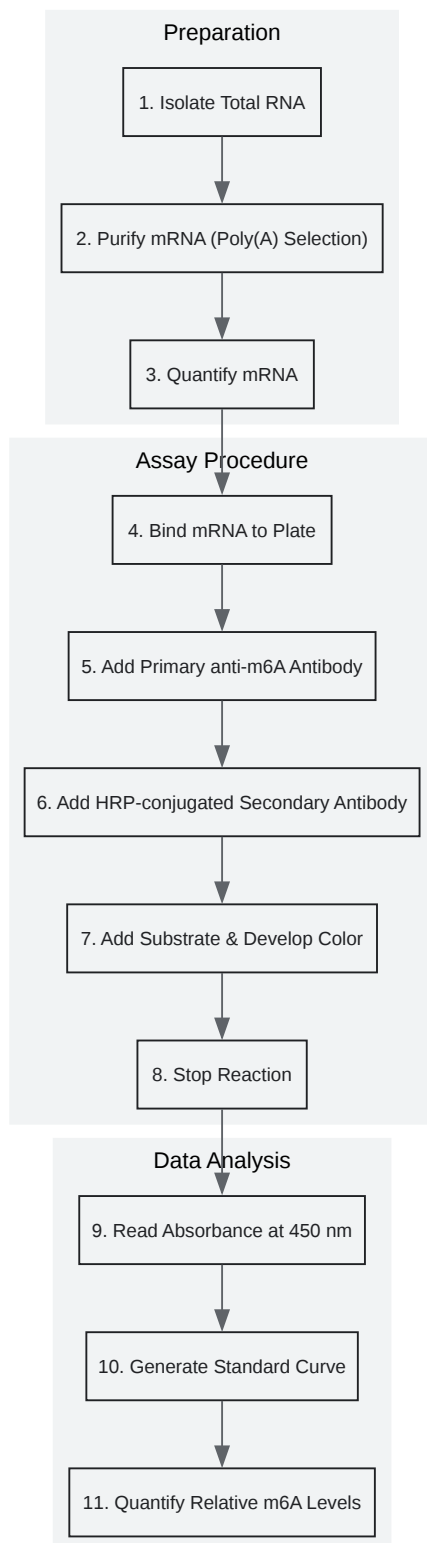 Preparation
1. Isolate Total RNA
2. Purify mRNA (Poly(A) Selection)
3. Quantify mRNA
Assay Procedure
4. Bind mRNA to Plate
5. Add Primary anti-m6A Antibody
6. Add HRP-conjugated Secondary Antibody
7. Add Substrate & Develop Color
8. Stop Reaction
Data Analysis
9. Read Absorbance at 450 nm
10. Generate Standard Curve
11. Quantify Relative m6A Levels